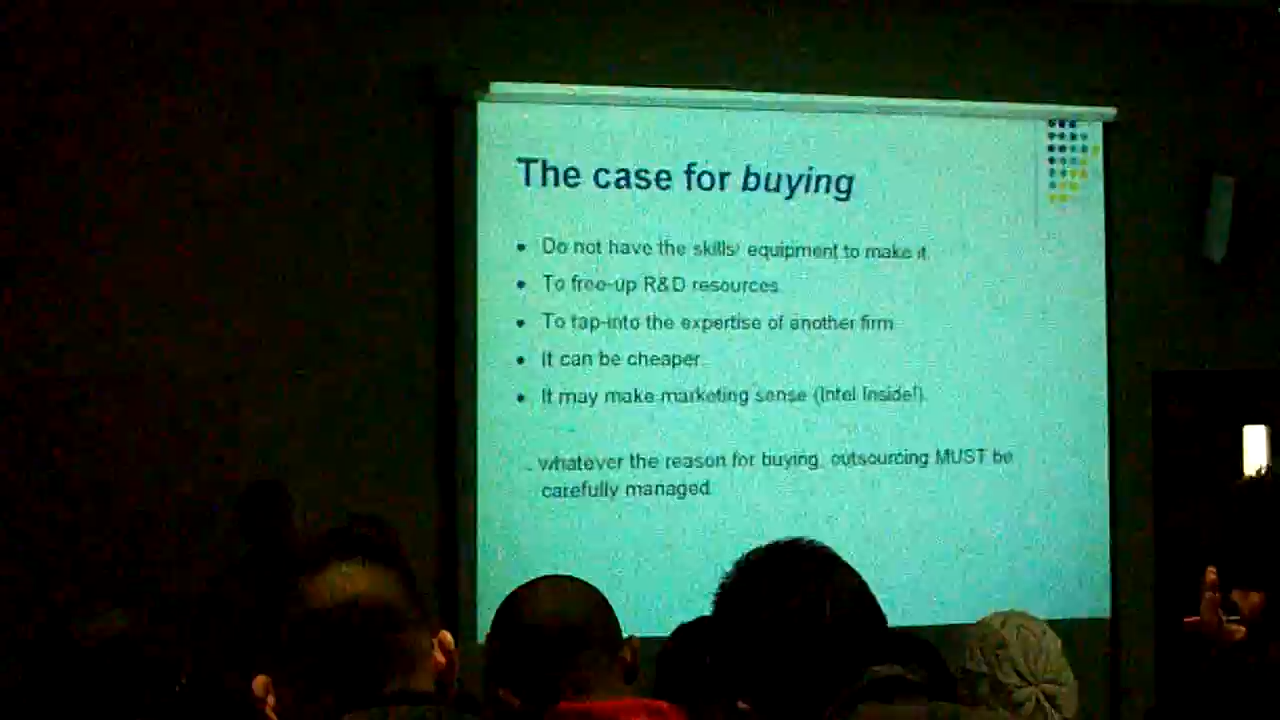 The case for buying
• Do not have the skills/ equipment to make it.
• To free-up R&D resources.
• To tap-into the expertise of another firm
• It can be cheaper.
• It may make marketing sense (Intel Inside!).
.. whatever the reason for buying, outsourcing MUST be
carefully managed.